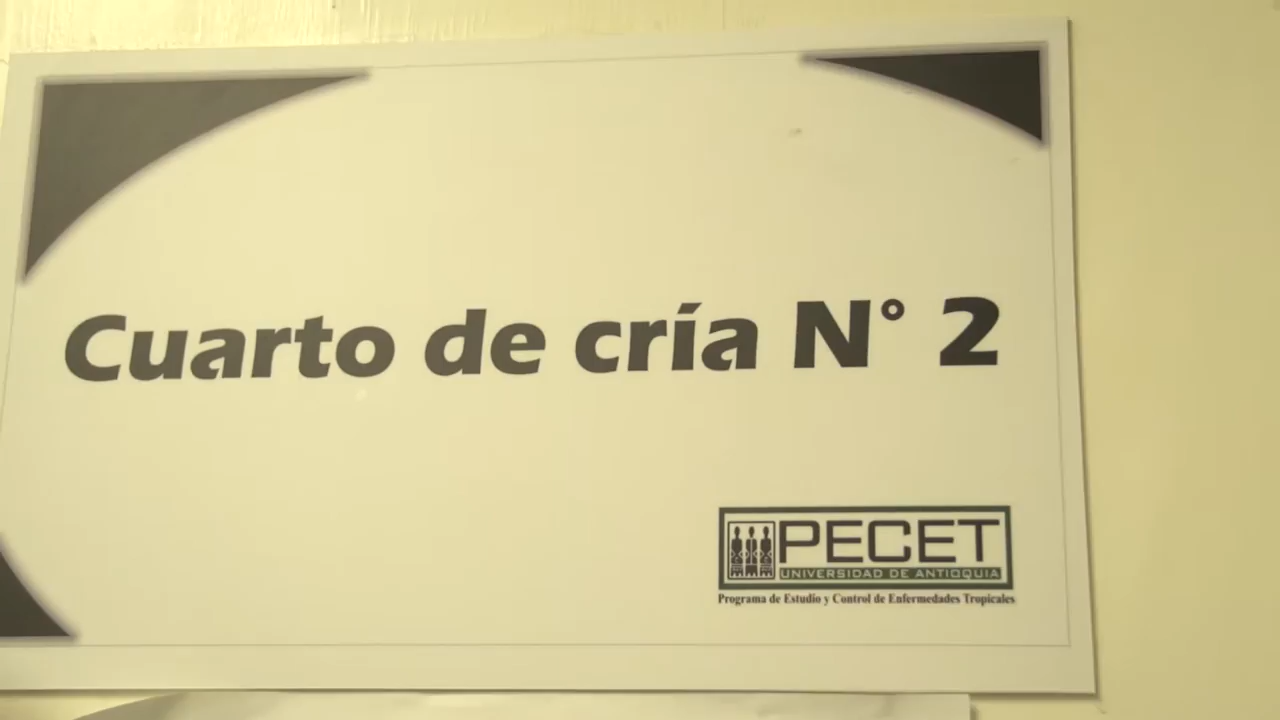 Cuarto de cría N° 2
PECET
UNIVERSIDAD DE ANTIOQUIA
Programa de Estudio y Control de Enfermedades Tropicales